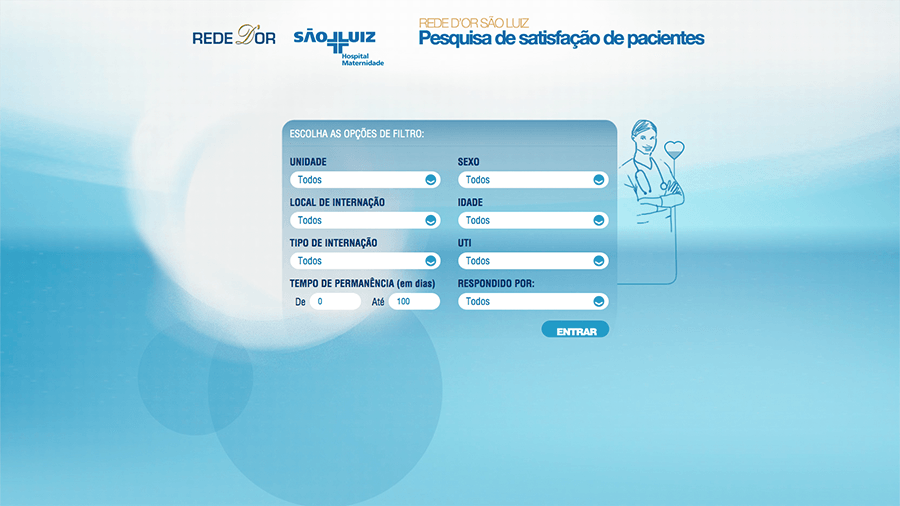 REDE D'OR
SÃO LUIZ
Hospital
Maternidade
REDE D'OR SÃO LUIZ
Pesquisa de satisfação de pacientes
ESCOLHA AS OPÇÕES DE FILTRO:
UNIDADE
Todos
SEXO
Todos
LOCAL DE INTERNAÇÃO
Todos
IDADE
Todos
TIPO DE INTERNAÇÃO
Todos
UTI
Todos
TEMPO DE PERMANÊNCIA (em dias)
De 0 Até 100
RESPONDIDO POR:
Todos
ENTRAR